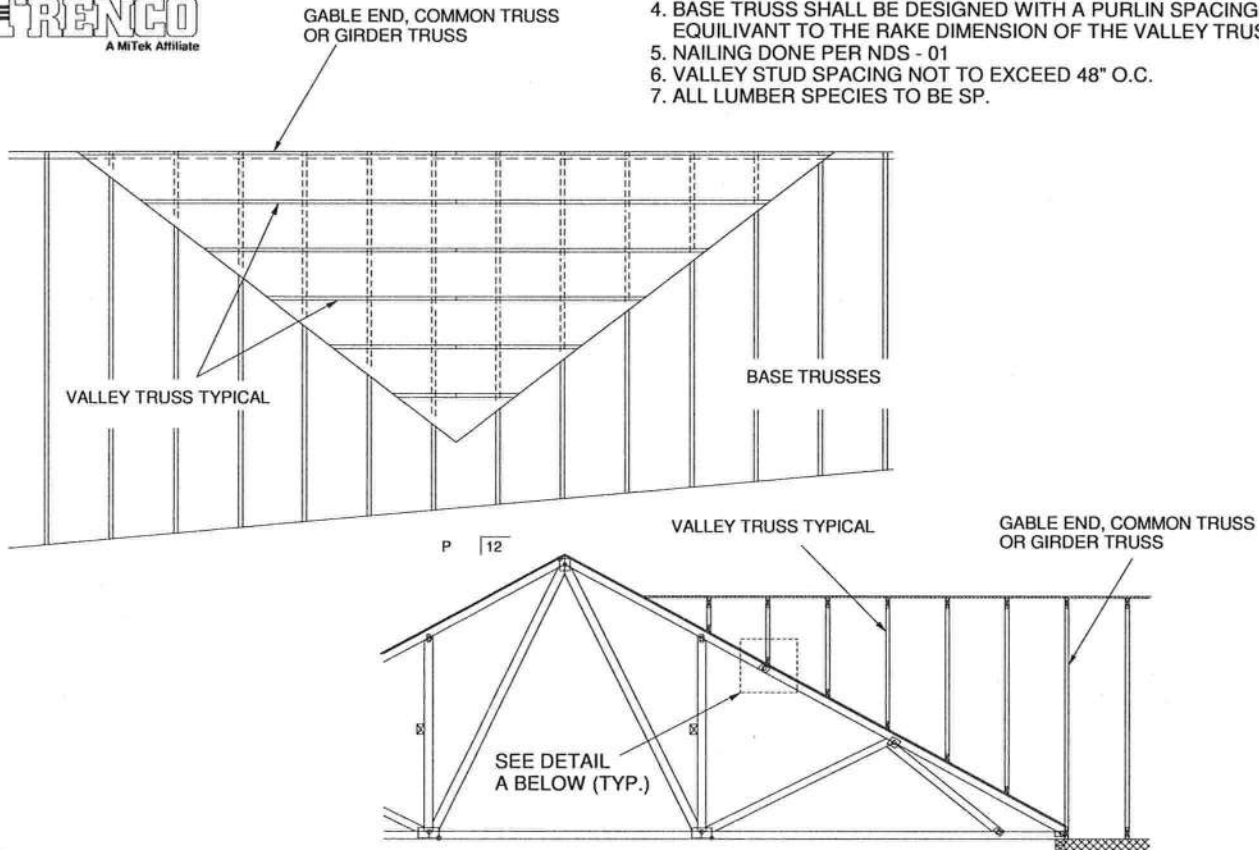 TRENCO
A MiTek Affiliate
GABLE END, COMMON TRUSS
OR GIRDER TRUSS
4. BASE TRUSS SHALL BE DESIGNED WITH A PURLIN SPACING
EQUILIVANT TO THE RAKE DIMENSION OF THE VALLEY TRUS
5. NAILING DONE PER NDS - 01
6. VALLEY STUD SPACING NOT TO EXCEED 48" O.C.
7. ALL LUMBER SPECIES TO BE SP.
VALLEY TRUSS TYPICAL
BASE TRUSSES
P 12
VALLEY TRUSS TYPICAL
GABLE END, COMMON TRUSS
OR GIRDER TRUSS
SEE DETAIL
A BELOW (TYP.)